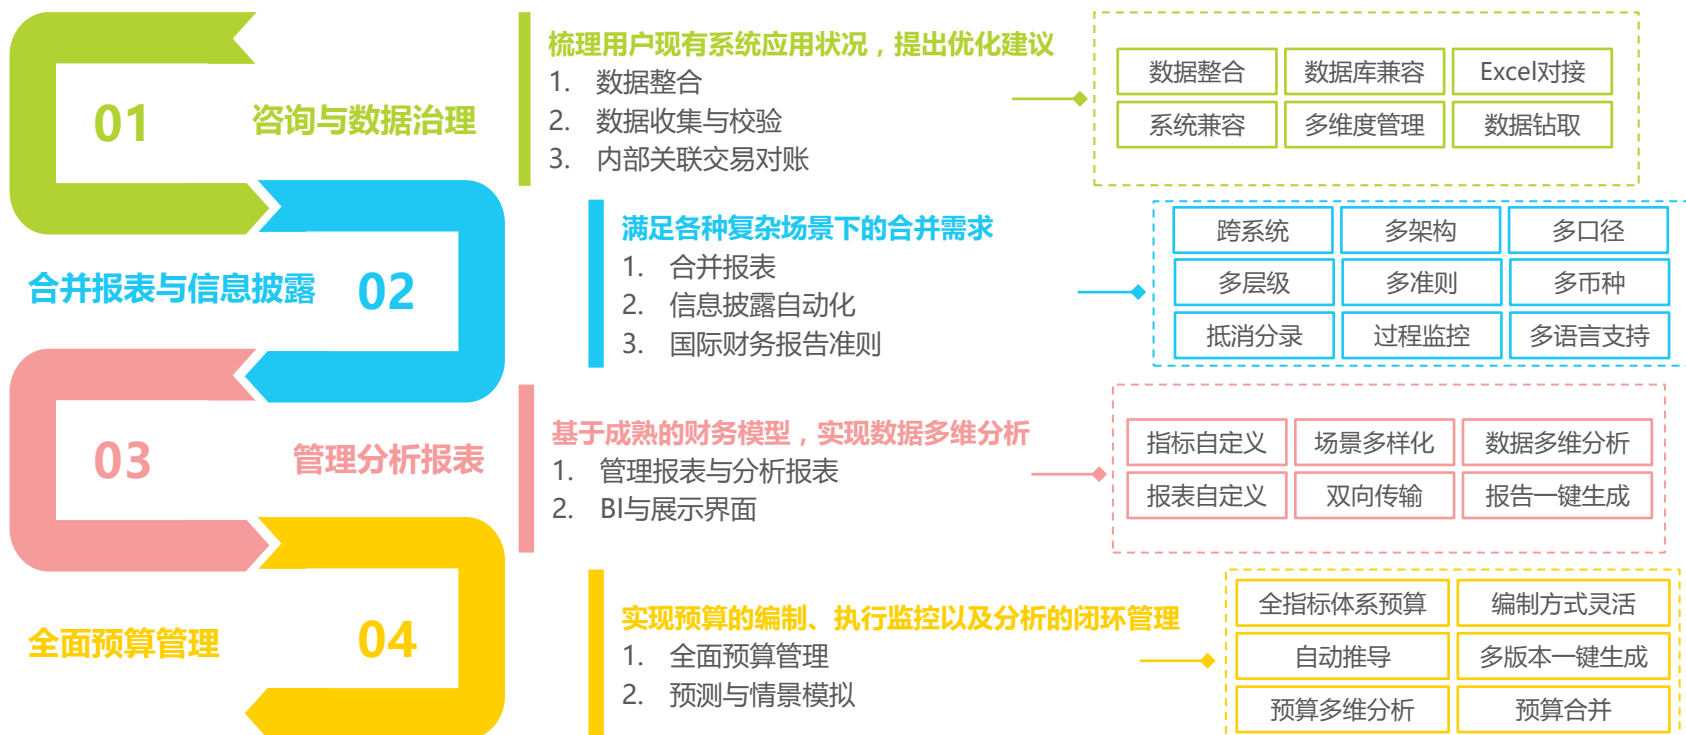 01
咨询与数据治理
梳理用户现有系统应用状况，提出优化建议
1. 数据整合
2. 数据收集与校验
3. 内部关联交易对账
数据整合 数据库兼容 Excel对接
系统兼容 多维度管理 数据钻取
合并报表与信息披露
02
满足各种复杂场景下的合并需求
1. 合并报表
2. 信息披露自动化
3. 国际财务报告准则
跨系统 多架构 多口径
多层级 多准则 多币种
抵消分录 过程监控 多语言支持
03
管理分析报表
基于成熟的财务模型，实现数据多维分析
1. 管理报表与分析报表
2. BI与展示界面
指标自定义 场景多样化 数据多维分析
报表自定义 双向传输 报告一键生成
全面预算管理
04
实现预算的编制、执行监控以及分析的闭环管理
1. 全面预算管理
2. 预测与情景模拟
全指标体系预算 编制方式灵活
自动推导 多版本一键生成
预算多维分析 预算合并